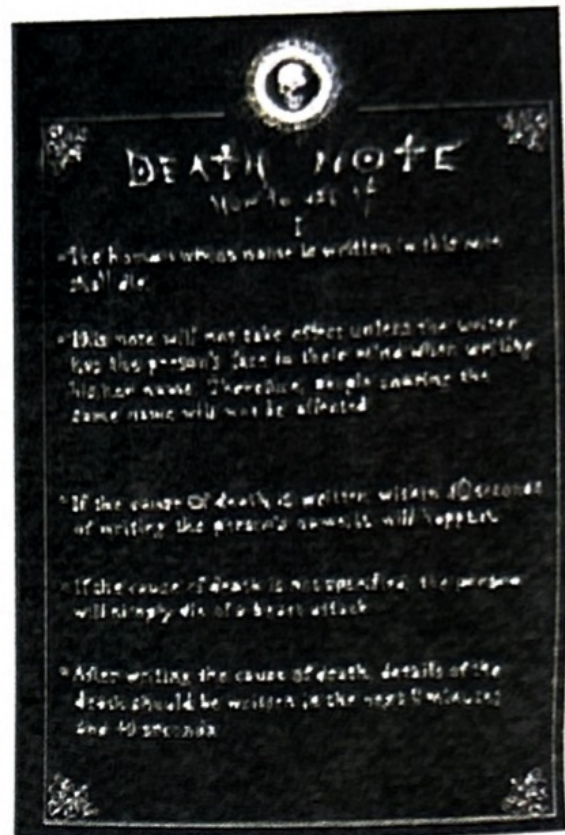 DEATH NOTE
How to use it
I
The human whose name is written in this note
shall die
This note will not take effect unless the writer
has the person's face in their mind when writing
his/her name. Therefore, people sharing the
same name will not be affected
If the cause of death is written within 40 seconds
of writing the person's name, it will happen
If the cause of death is not specified, the person
will simply die of a heart attack
After writing the cause of death, details of the
death should be written in the next 6 minutes
and 40 seconds